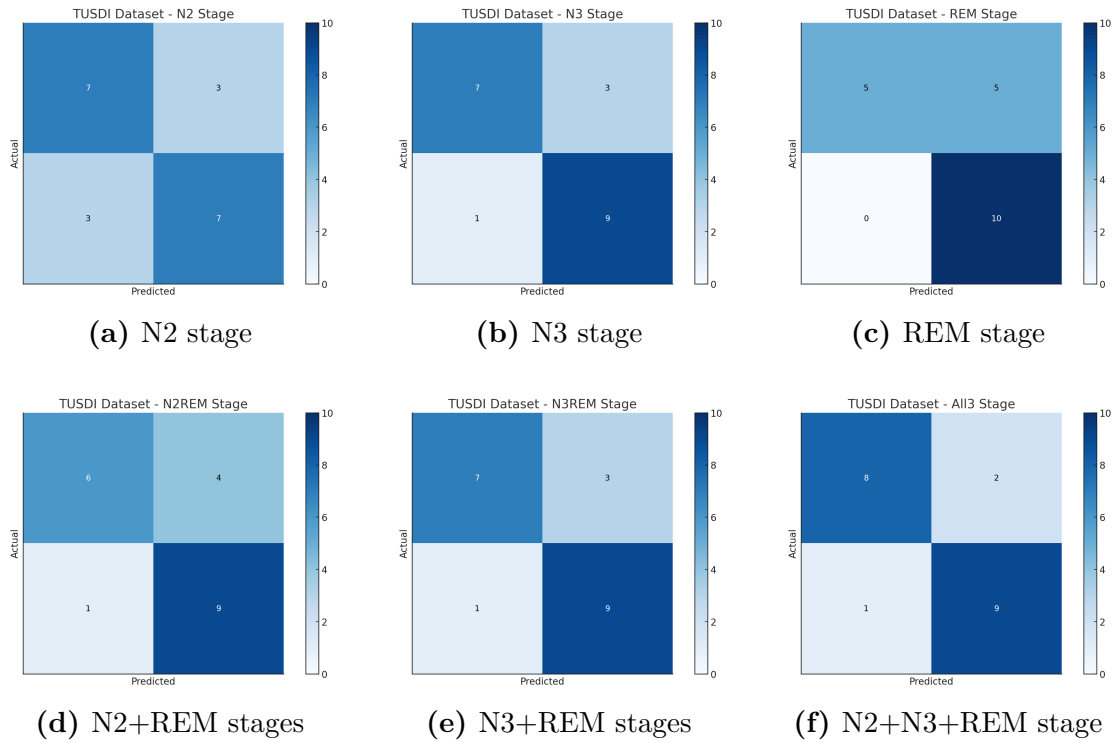 TUSDI Dataset - N2 Stage
10
7
3
8
6
Actual
4
3
7
2
0
Predicted
(a) N2 stage
TUSDI Dataset - N3 Stage
10
7
3
8
6
Actual
4
1
9
2
0
Predicted
(b) N3 stage
TUSDI Dataset - REM Stage
10
5
5
8
6
Actual
4
0
10
2
0
Predicted
(c) REM stage
TUSDI Dataset - N2REM Stage
10
6
4
8
6
Actual
4
1
9
2
0
Predicted
(d) N2+REM stages
TUSDI Dataset - N3REM Stage
10
7
3
8
6
Actual
4
1
9
2
0
Predicted
(e) N3+REM stages
TUSDI Dataset - All3 Stage
10
8
2
8
6
Actual
4
1
9
2
0
Predicted
(f) N2+N3+REM stage